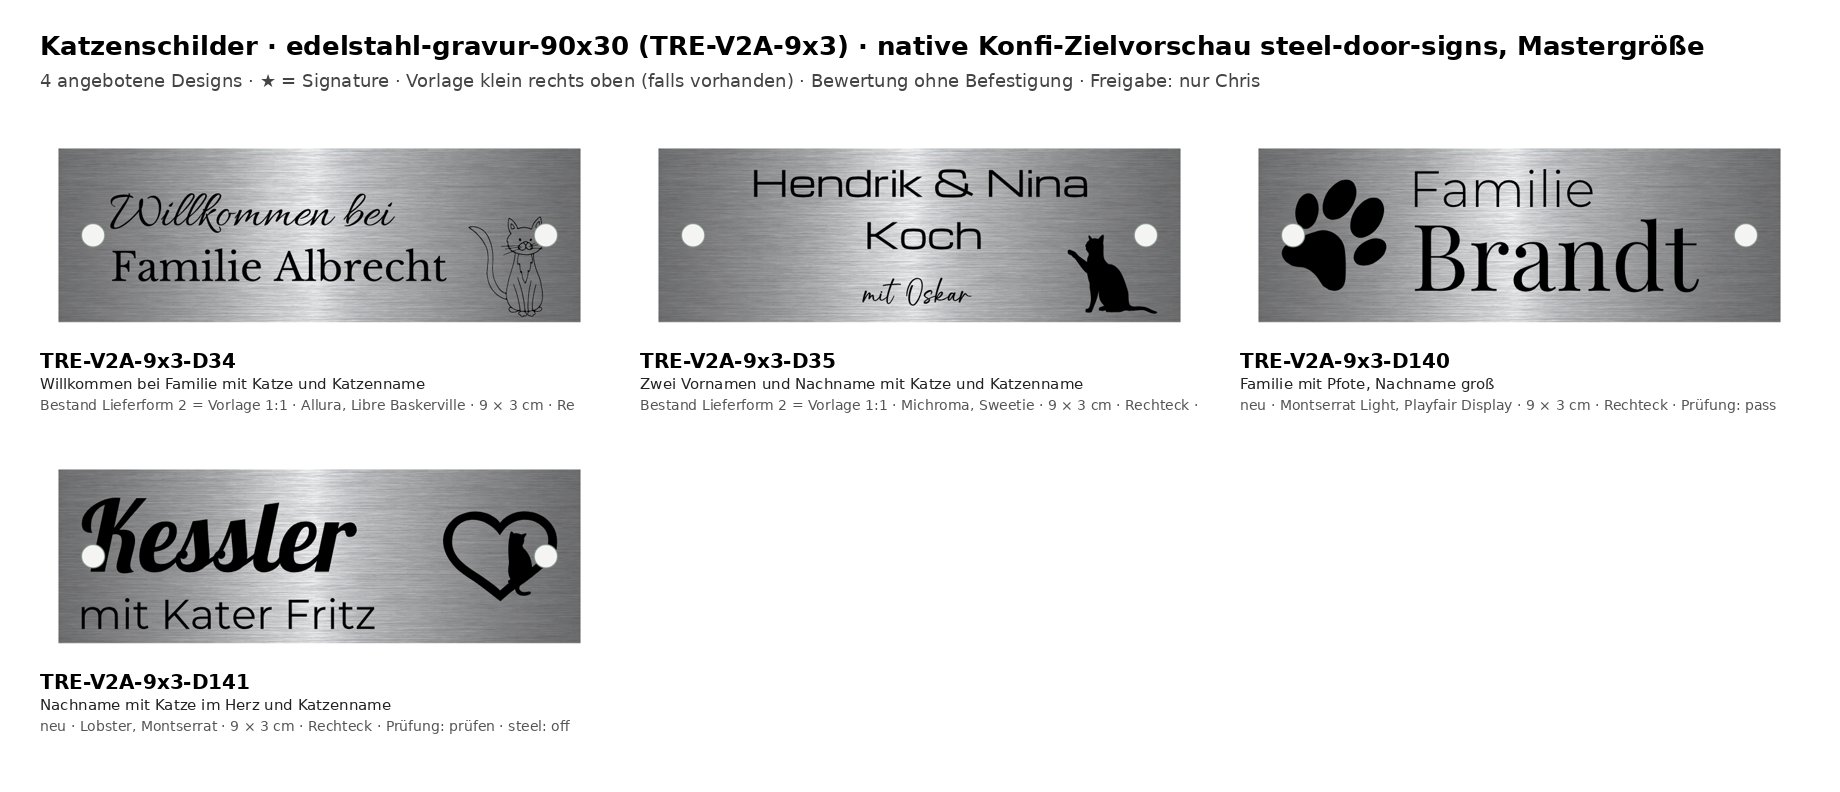 Katzenschilder · edelstahl-gravur-90x30 (TRE-V2A-9x3) · native Konfi-Zielvorschau steel-door-signs, Mastergröße
4 angebotene Designs · ★ = Signature · Vorlage klein rechts oben (falls vorhanden) · Bewertung ohne Befestigung · Freigabe: nur Chris
Willkommen bei
Familie Albrecht
TRE-V2A-9x3-D34
Willkommen bei Familie mit Katze und Katzenname
Bestand Lieferform 2 = Vorlage 1:1 · Allura, Libre Baskerville · 9 × 3 cm · Re
Hendrik & Nina
Koch
mit Oskar
TRE-V2A-9x3-D35
Zwei Vornamen und Nachname mit Katze und Katzenname
Bestand Lieferform 2 = Vorlage 1:1 · Michroma, Sweetie · 9 × 3 cm · Rechteck ·
Familie
Brandt
TRE-V2A-9x3-D140
Familie mit Pfote, Nachname groß
neu · Montserrat Light, Playfair Display · 9 × 3 cm · Rechteck · Prüfung: pass
Kessler
mit Kater Fritz
TRE-V2A-9x3-D141
Nachname mit Katze im Herz und Katzenname
neu · Lobster, Montserrat · 9 × 3 cm · Rechteck · Prüfung: prüfen · steel: off